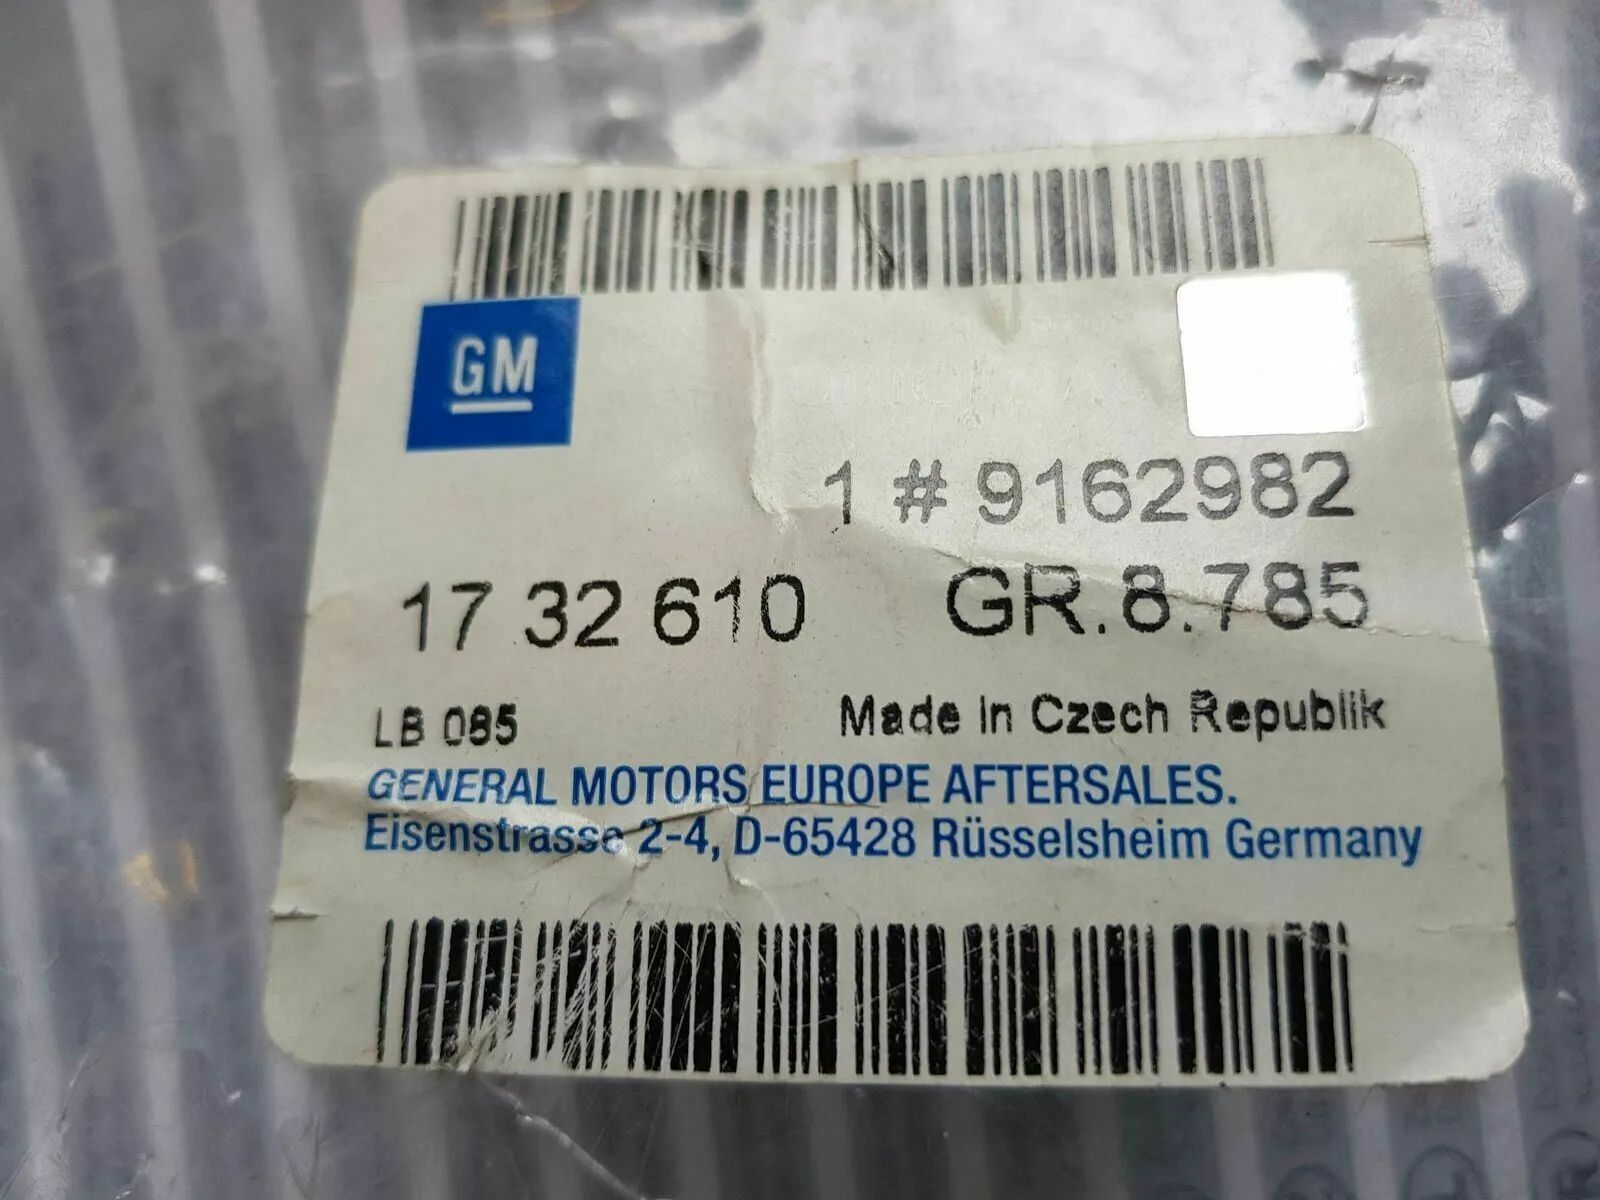 GM
1 # 9162982
17 32 610 GR. 8.785
LB 085 Made in Czech Republik
GENERAL MOTORS EUROPE AFTERSALES.
Eisenstrasse 2-4, D-65428 Rüsselsheim Germany